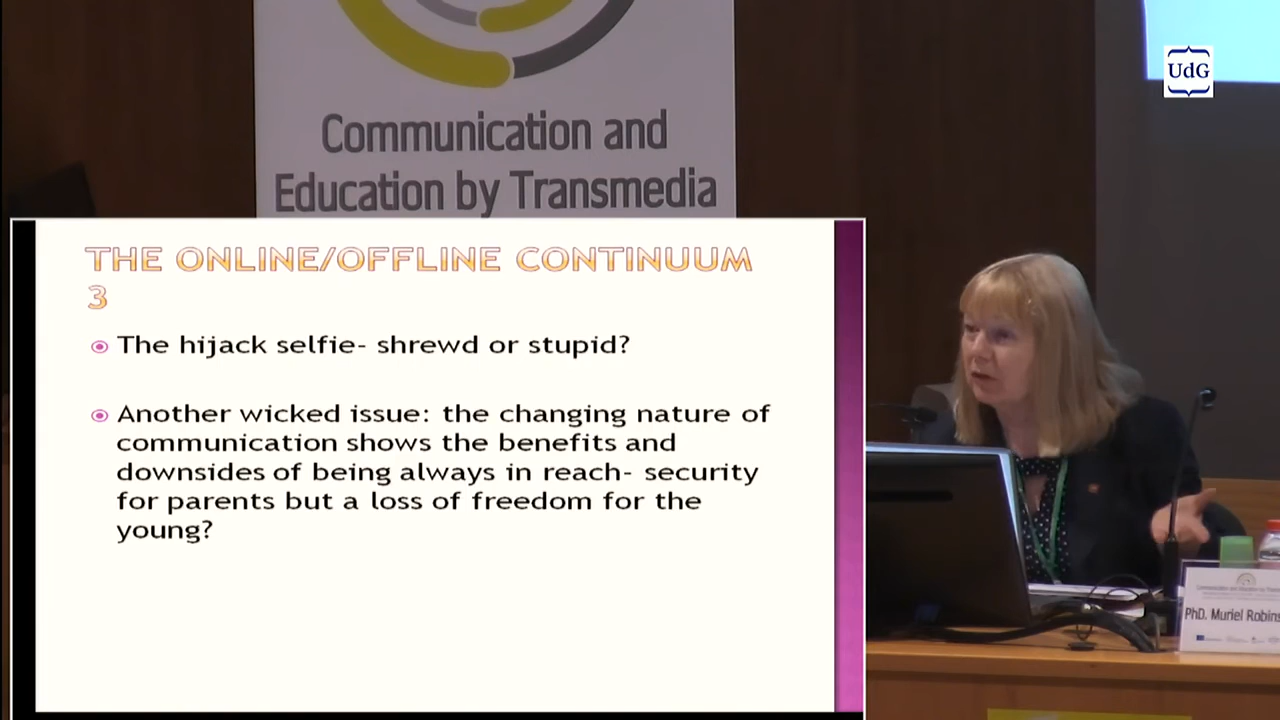 UdG
Communication and
Education by Transmedia
THE ONLINE/OFFLINE CONTINUUM
3
The hijack selfie- shrewd or stupid?
Another wicked issue: the changing nature of
communication shows the benefits and
downsides of being always in reach- security
for parents but a loss of freedom for the
young?
PhD. Muriel Robins